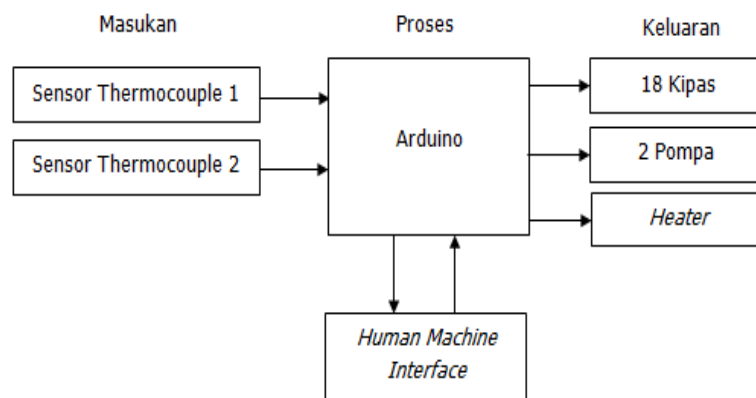 Masukan
Proses
Keluaran
Sensor Thermocouple 1
Sensor Thermocouple 2
Arduino
18 Kipas
2 Pompa
Heater
Human Machine
Interface